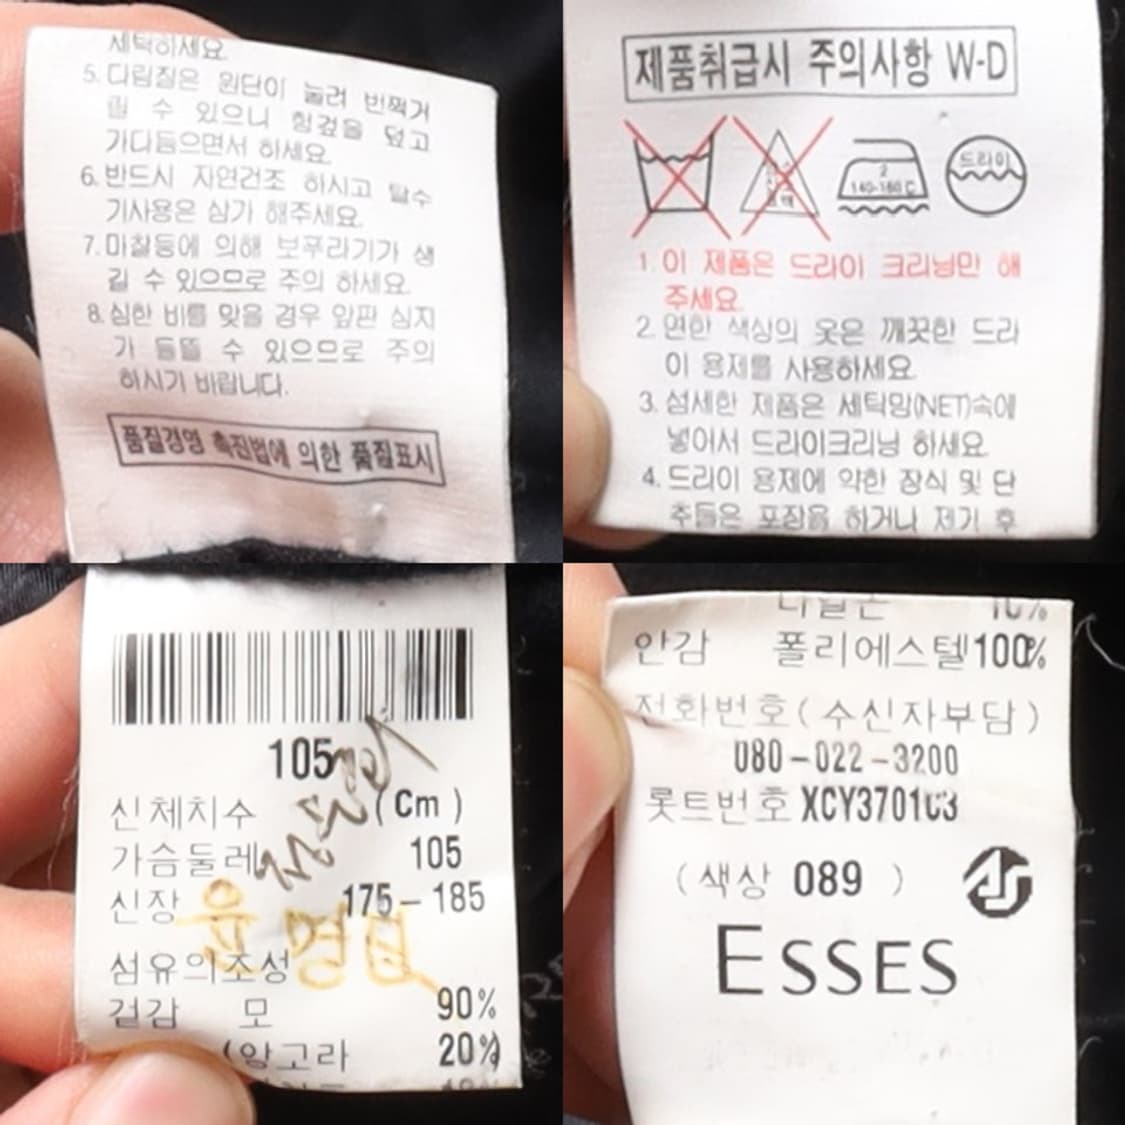 세탁하세요.
5. 다림질은 원단이 눌려 번쩍거
릴 수 있으니 헝겊을 덮고
가다듬으면서 하세요.
6. 반드시 자연건조 하시고 탈수
기사용은 삼가 해주세요.
7. 마찰등에 의해 보푸라기가 생
길 수 있으므로 주의 하세요.
8. 심한 비를 맞을 경우 앞판 심지
가 들뜰 수 있으므로 주의
하시기 바랍니다.
품질경영 촉진법에 의한 품질표시
제품취급시 주의사항 W-D
2
140-160℃
드라이
1. 이 제품은 드라이 크리닝만 해
주세요.
2. 연한 색상의 옷은 깨끗한 드라
이 용제를 사용하세요.
3. 섬세한 제품은 세탁망(NET)속에
넣어서 드라이크리닝 하세요.
4. 드라이 용제에 약한 장식 및 단
추들은 포장을 하거나 제거 후
105
신체치수 (Cm)
가슴둘레 105
신장 175-185
섬유의조성
겉감 모 90%
(앙고라 20%)
나일론 10%
안감 폴리에스텔100%
전화번호(수신자부담)
080-022-3200
롯트번호 XCY3701C3
(색상 089 )
ESSES